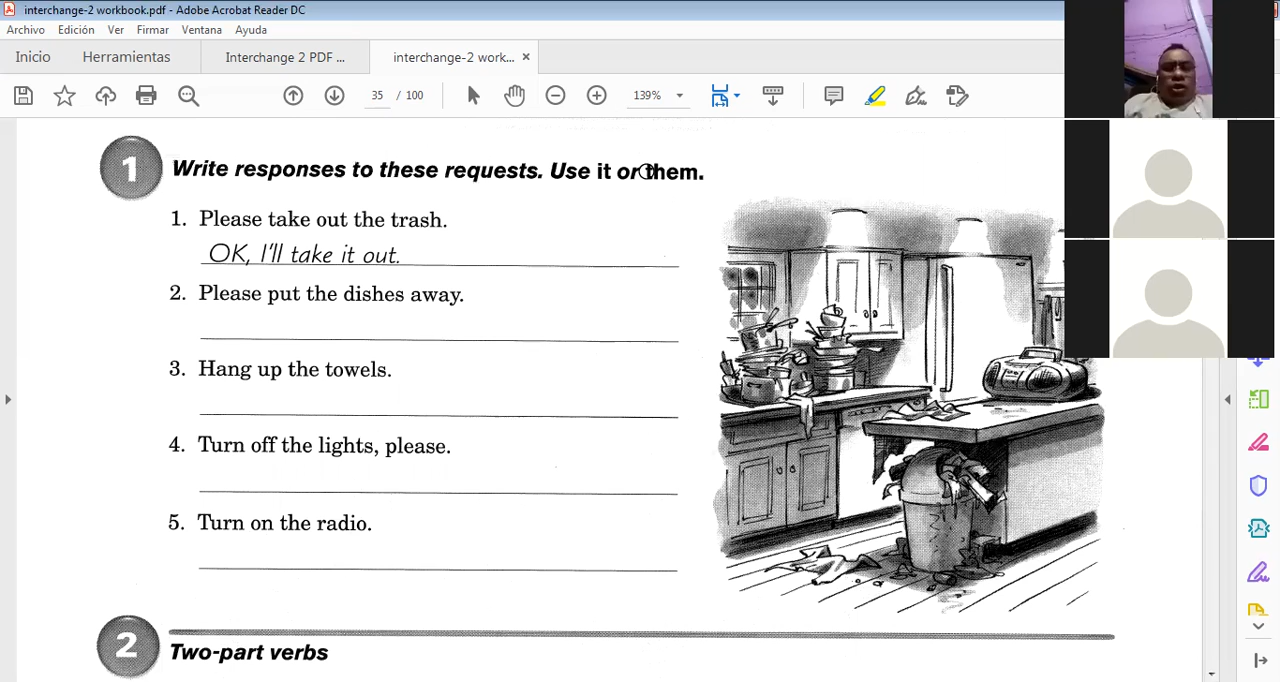 interchange-2 workbook.pdf - Adobe Acrobat Reader DC
Archivo Edición Ver Firmar Ventana Ayuda
Inicio Herramientas Interchange 2 PDF ... interchange-2 work... ×
35 / 100 139%
1 Write responses to these requests. Use it or them.
1. Please take out the trash.
OK, I'll take it out.
2. Please put the dishes away.
3. Hang up the towels.
4. Turn off the lights, please.
5. Turn on the radio.
2 Two-part verbs